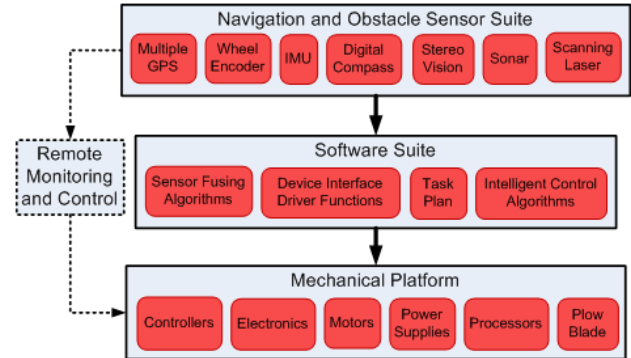 Navigation and Obstacle Sensor Suite
Multiple
GPS
Wheel
Encoder
IMU
Digital
Compass
Stereo
Vision
Sonar
Scanning
Laser
Remote
Monitoring
and Control
Software Suite
Sensor Fusing
Algorithms
Device Interface
Driver Functions
Task
Plan
Intelligent Control
Algorithms
Mechanical Platform
Controllers
Electronics
Motors
Power
Supplies
Processors
Plow
Blade